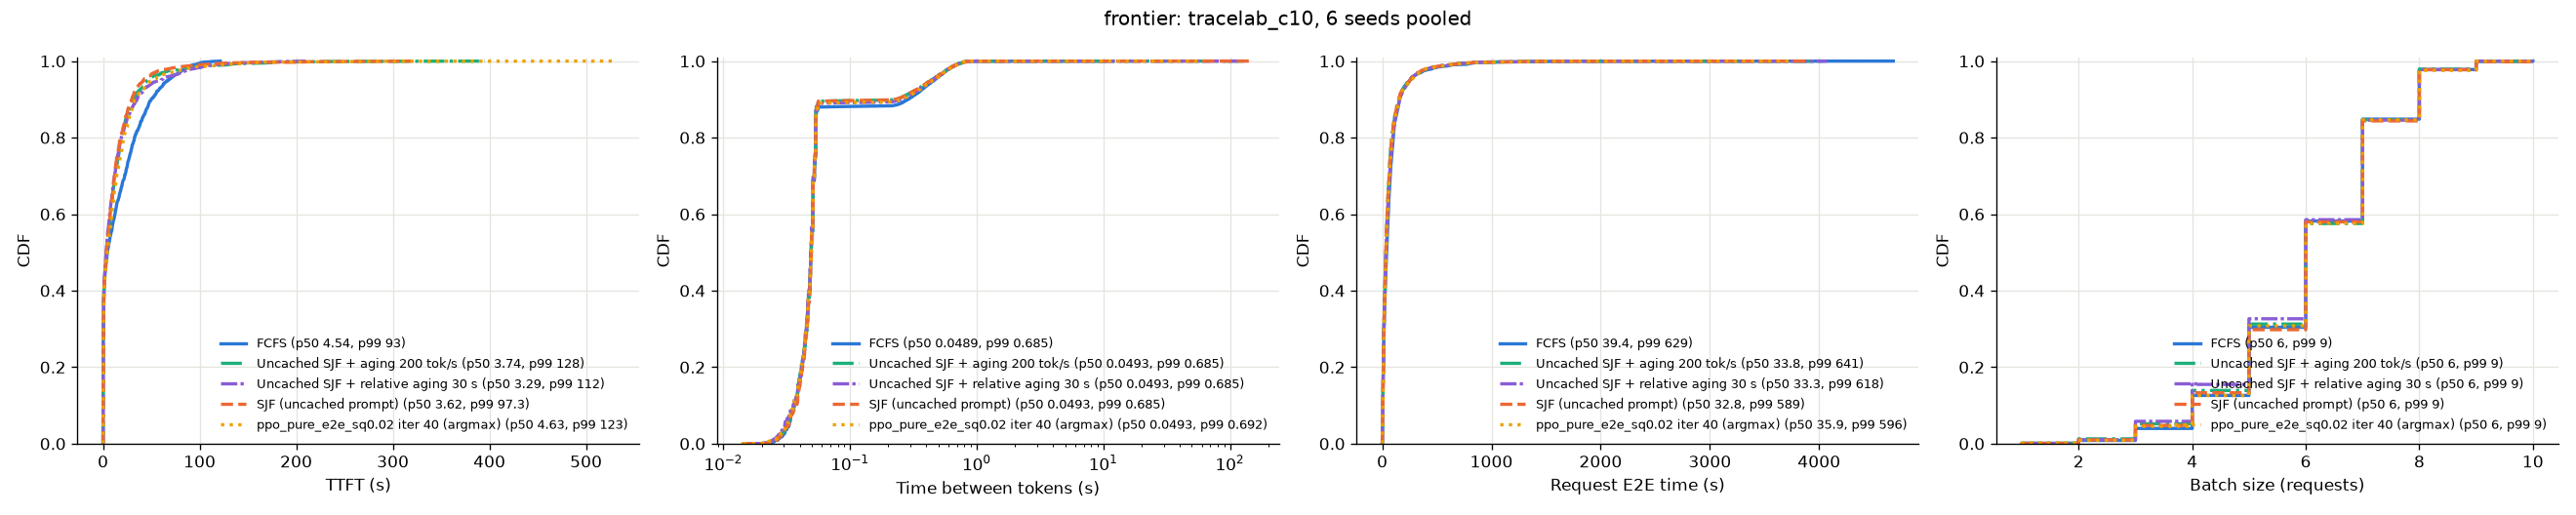 frontier: tracelab_c10, 6 seeds pooled
CDF
1.0
0.8
0.6
0.4
0.2
0.0
FCFS (p50 4.54, p99 93)
Uncached SJF + aging 200 tok/s (p50 3.74, p99 128)
Uncached SJF + relative aging 30 s (p50 3.29, p99 112)
SJF (uncached prompt) (p50 3.62, p99 97.3)
ppo_pure_e2e_sq0.02 iter 40 (argmax) (p50 4.63, p99 123)
0 100 200 300 400 500
TTFT (s)
CDF
1.0
0.8
0.6
0.4
0.2
0.0
FCFS (p50 0.0489, p99 0.685)
Uncached SJF + aging 200 tok/s (p50 0.0493, p99 0.685)
Uncached SJF + relative aging 30 s (p50 0.0493, p99 0.685)
SJF (uncached prompt) (p50 0.0493, p99 0.685)
ppo_pure_e2e_sq0.02 iter 40 (argmax) (p50 0.0493, p99 0.692)
10⁻² 10⁻¹ 10⁰ 10¹ 10²
Time between tokens (s)
CDF
1.0
0.8
0.6
0.4
0.2
0.0
FCFS (p50 39.4, p99 629)
Uncached SJF + aging 200 tok/s (p50 33.8, p99 641)
Uncached SJF + relative aging 30 s (p50 33.3, p99 618)
SJF (uncached prompt) (p50 32.8, p99 589)
ppo_pure_e2e_sq0.02 iter 40 (argmax) (p50 35.9, p99 596)
0 1000 2000 3000 4000
Request E2E time (s)
CDF
1.0
0.8
0.6
0.4
0.2
0.0
FCFS (p50 6, p99 9)
Uncached SJF + aging 200 tok/s (p50 6, p99 9)
Uncached SJF + relative aging 30 s (p50 6, p99 9)
SJF (uncached prompt) (p50 6, p99 9)
ppo_pure_e2e_sq0.02 iter 40 (argmax) (p50 6, p99 9)
2 4 6 8 10
Batch size (requests)